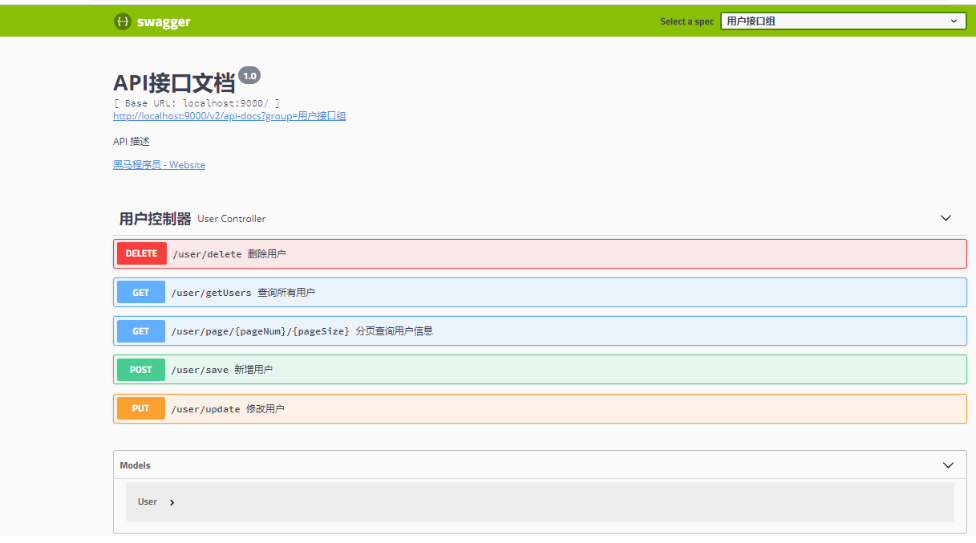 swagger
Select a spec 用户接口组
API接口文档 1.0
[ Base URL: localhost:9000/ ]
http://localhost:9000/v2/api-docs?group=用户接口组
API 描述
黑马程序员 - Website
用户控制器 User Controller
DELETE /user/delete 删除用户
GET /user/getUsers 查询所有用户
GET /user/page/{pageNum}/{pageSize} 分页查询用户信息
POST /user/save 新增用户
PUT /user/update 修改用户
Models
User